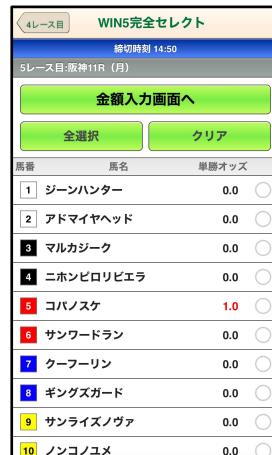 4レース目
WIN5完全セレクト
締切時刻 14:50
5レース目:阪神11R（月）
金額入力画面へ
全選択 クリア
馬番 馬名 単勝オッズ
1 ジーンハンター 0.0
2 アドマイヤヘッド 0.0
3 マルカジーク 0.0
4 ニホンピロリビエラ 0.0
5 コパノスケ 1.0
6 サンワードラン 0.0
7 クーフーリン 0.0
8 ギングズガード 0.0
9 サンライズノヴァ 0.0
10 ノンコノユメ 0.0